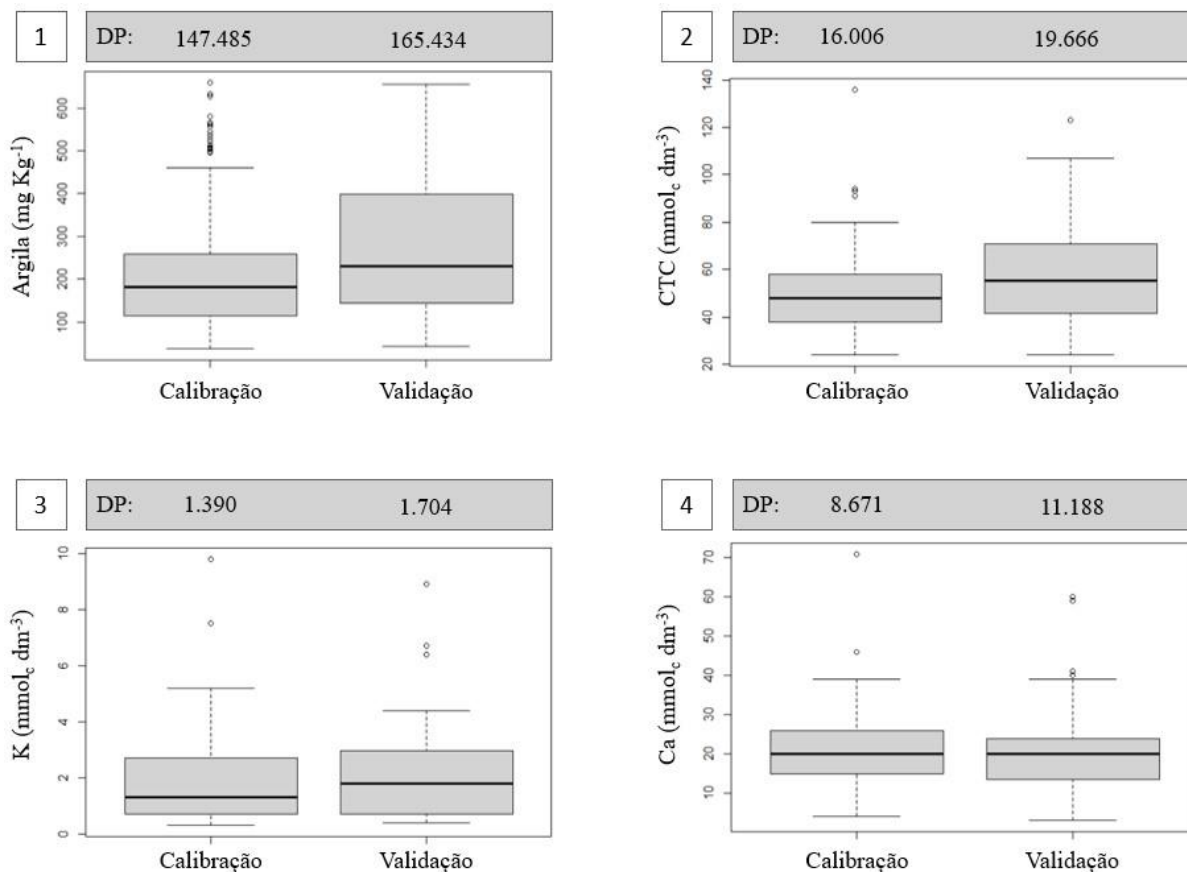 1 DP: 147.485 165.434
Argila (mg Kg⁻¹)
600
500
400
300
200
100
Calibração Validação
2 DP: 16.006 19.666
CTC (mmol꜀ dm⁻³)
140
120
100
80
60
40
20
Calibração Validação
3 DP: 1.390 1.704
K (mmol꜀ dm⁻³)
10
8
6
4
2
0
Calibração Validação
4 DP: 8.671 11.188
Ca (mmol꜀ dm⁻³)
70
60
50
40
30
20
10
Calibração Validação